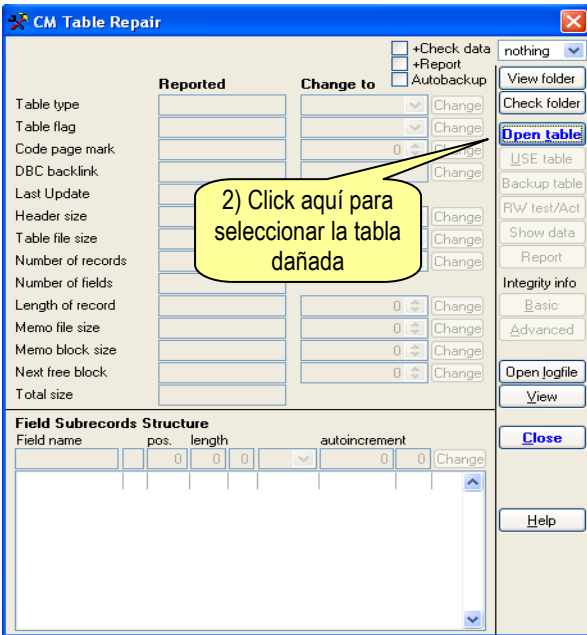 CM Table Repair
+Check data
nothing
+Report
Autobackup
View folder
Reported Change to
Check folder
Table type Change
Table flag Change
Open table
Code page mark 0 Change
USE table
DBC backlink Change
Backup table
Last Update
RW test/Act
Header size Change
Show data
Table file size Change
Report
Number of records Change
Number of fields
Integrity info
Length of record 0 Change
Basic
Memo file size 0 Change
Advanced
Memo block size 0 Change
Next free block 0 Change
Open logfile
Total size
View
2) Click aquí para
seleccionar la tabla
dañada
Field Subrecords Structure
Close
Field name pos. length autoincrement
0 0 0 0 0 Change
Help